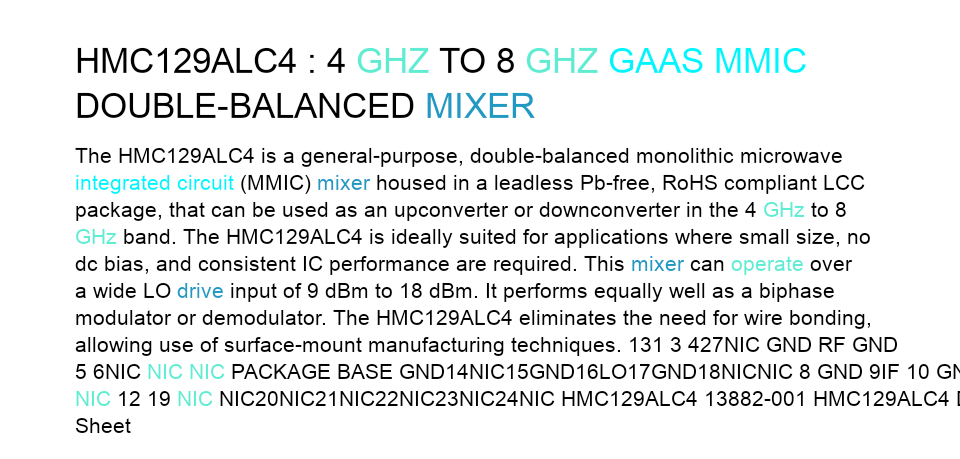 HMC129ALC4 : 4 GHZ TO 8 GHZ GAAS MMIC
DOUBLE-BALANCED MIXER
The HMC129ALC4 is a general-purpose, double-balanced monolithic microwave
integrated circuit (MMIC) mixer housed in a leadless Pb-free, RoHS compliant LCC
package, that can be used as an upconverter or downconverter in the 4 GHz to 8
GHz band. The HMC129ALC4 is ideally suited for applications where small size, no
dc bias, and consistent IC performance are required. This mixer can operate over
a wide LO drive input of 9 dBm to 18 dBm. It performs equally well as a biphase
modulator or demodulator. The HMC129ALC4 eliminates the need for wire bonding,
allowing use of surface-mount manufacturing techniques. 131 3 427NIC GND RF GND
5 6NIC NIC NIC PACKAGE BASE GND14NIC15GND16LO17GND18NICNIC 8 GND 9IF 10
NIC 12 19 NIC NIC20NIC21NIC22NIC23NIC24NIC HMC129ALC4 13882-001 HMC129ALC4
Sheet